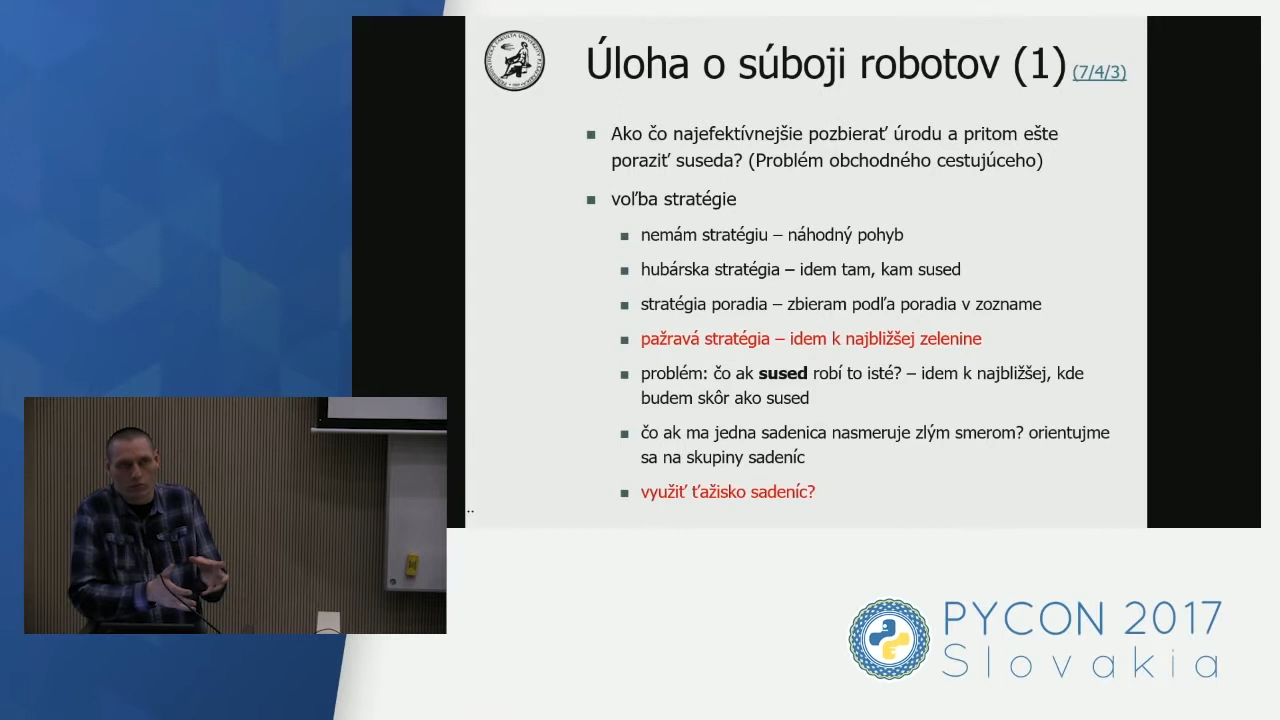 Úloha o súboji robotov (1) (7/4/3)
Ako čo najefektívnejšie pozbierať úrodu a pritom ešte
poraziť suseda? (Problém obchodného cestujúceho)
voľba stratégie
nemám stratégiu – náhodný pohyb
hubárska stratégia – idem tam, kam sused
stratégia poradia – zbieram podľa poradia v zozname
pažravá stratégia – idem k najbližšej zelenine
problém: čo ak sused robí to isté? – idem k najbližšej, kde
budem skôr ako sused
čo ak ma jedna sadenica nasmeruje zlým smerom? orientujme
sa na skupiny sadeníc
využiť ťažisko sadeníc?
..
PYCON 2017
Slovakia